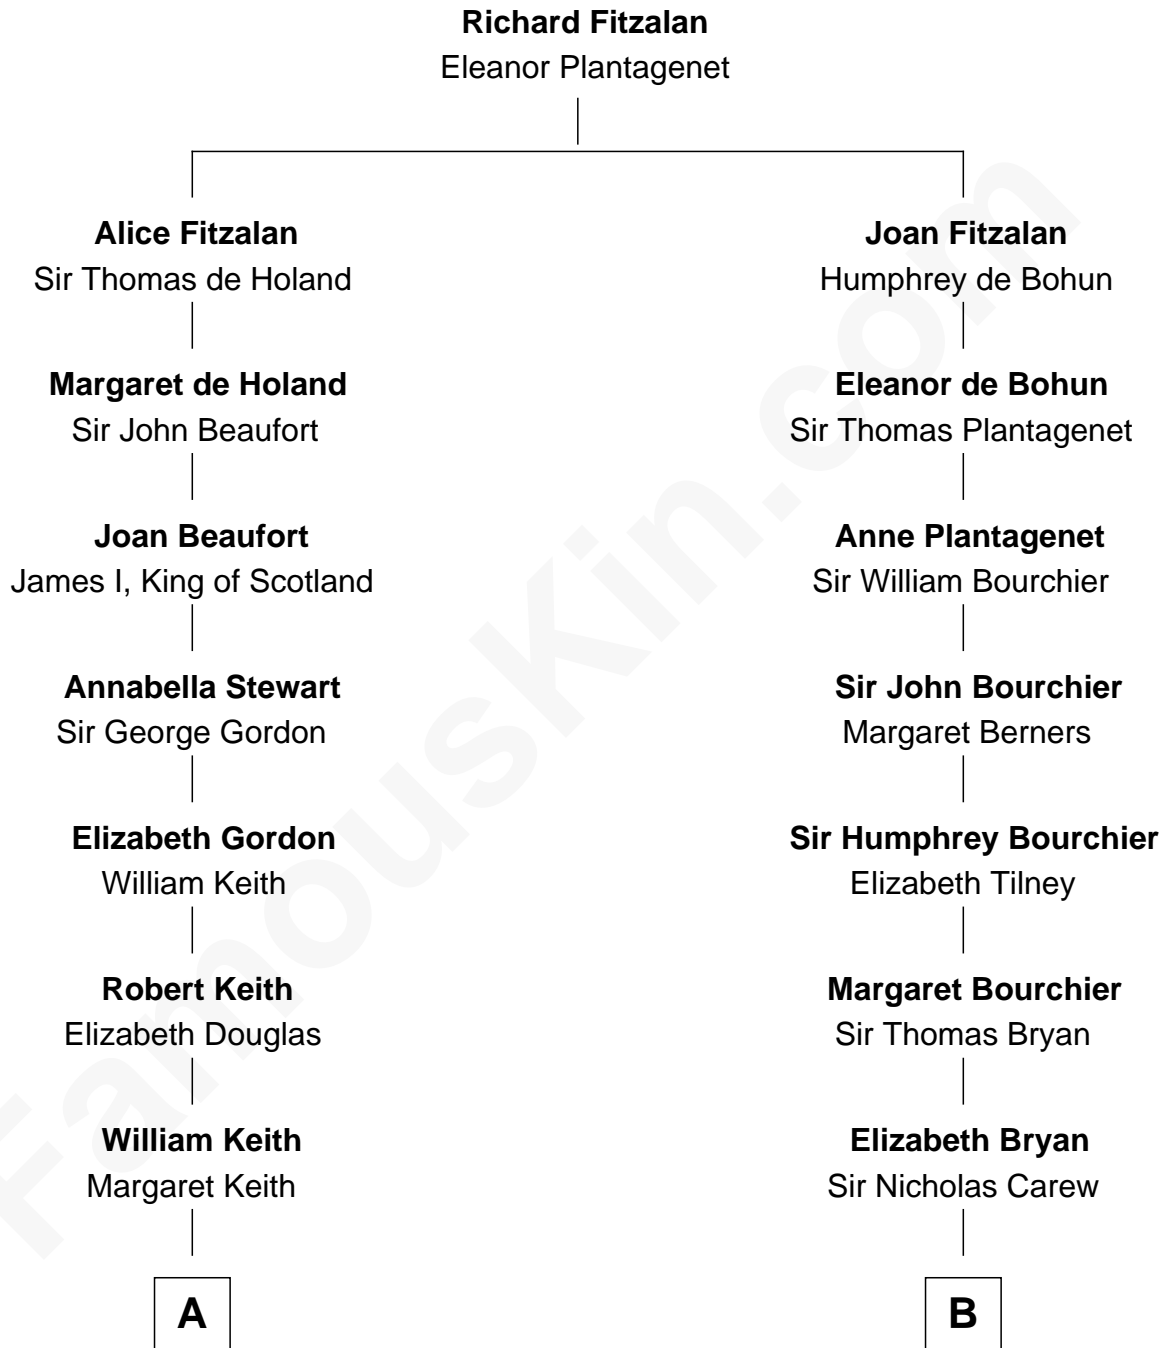 Richard Fitzalan
Eleanor Plantagenet
Alice Fitzalan
Sir Thomas de Holand
Margaret de Holand
Sir John Beaufort
Joan Beaufort
James I, King of Scotland
Annabella Stewart
Sir George Gordon
Elizabeth Gordon
William Keith
Robert Keith
Elizabeth Douglas
William Keith
Margaret Keith
A
Joan Fitzalan
Humphrey de Bohun
Eleanor de Bohun
Sir Thomas Plantagenet
Anne Plantagenet
Sir William Bourchier
Sir John Bourchier
Margaret Berners
Sir Humphrey Bourchier
Elizabeth Tilney
Margaret Bourchier
Sir Thomas Bryan
Elizabeth Bryan
Sir Nicholas Carew
B
FamousKin.com